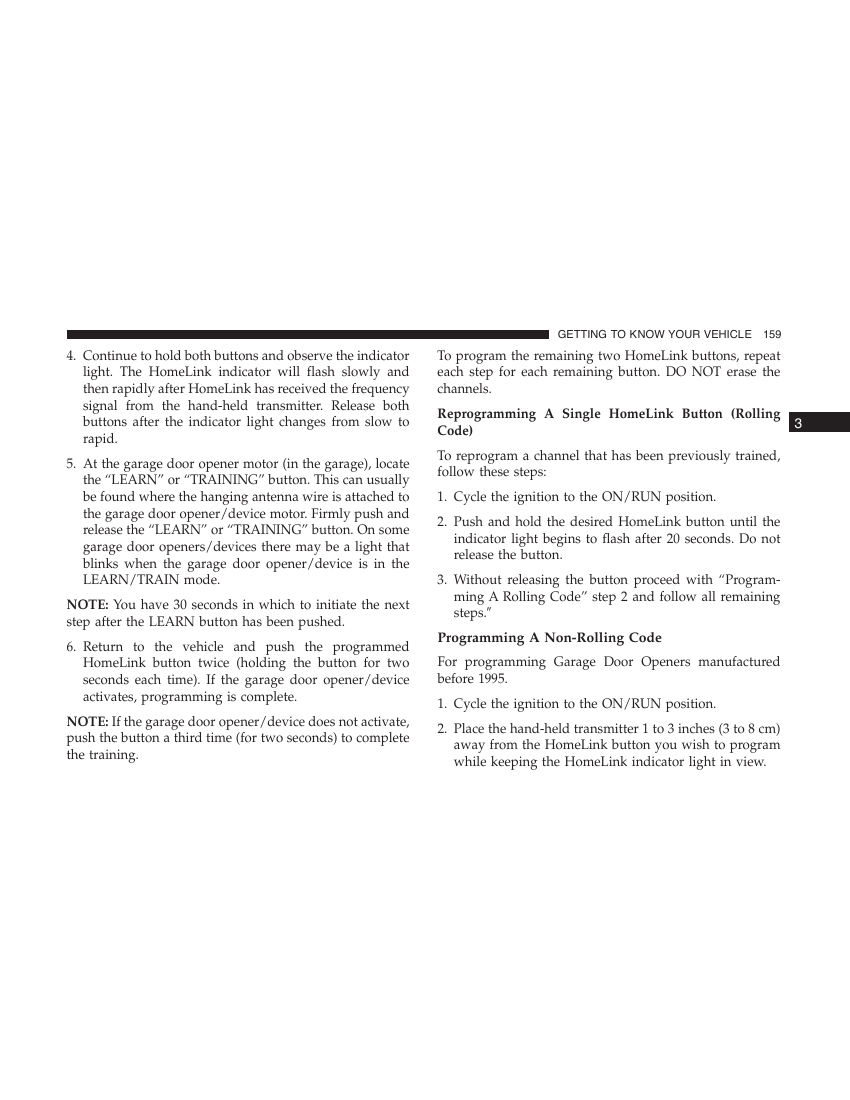 GETTING TO KNOW YOUR VEHICLE 159
4. Continue to hold both buttons and observe the indicator
light. The HomeLink indicator will flash slowly and
then rapidly after HomeLink has received the frequency
signal from the hand-held transmitter. Release both
buttons after the indicator light changes from slow to
rapid.
5. At the garage door opener motor (in the garage), locate
the “LEARN” or “TRAINING” button. This can usually
be found where the hanging antenna wire is attached to
the garage door opener/device motor. Firmly push and
release the “LEARN” or “TRAINING” button. On some
garage door openers/devices there may be a light that
blinks when the garage door opener/device is in the
LEARN/TRAIN mode.
NOTE: You have 30 seconds in which to initiate the next
step after the LEARN button has been pushed.
6. Return to the vehicle and push the programmed
HomeLink button twice (holding the button for two
seconds each time). If the garage door opener/device
activates, programming is complete.
NOTE: If the garage door opener/device does not activate,
push the button a third time (for two seconds) to complete
the training.
To program the remaining two HomeLink buttons, repeat
each step for each remaining button. DO NOT erase the
channels.
Reprogramming A Single HomeLink Button (Rolling
Code)
To reprogram a channel that has been previously trained,
follow these steps:
1. Cycle the ignition to the ON/RUN position.
2. Push and hold the desired HomeLink button until the
indicator light begins to flash after 20 seconds. Do not
release the button.
3. Without releasing the button proceed with “Program-
ming A Rolling Code” step 2 and follow all remaining
steps.″
Programming A Non-Rolling Code
For programming Garage Door Openers manufactured
before 1995.
1. Cycle the ignition to the ON/RUN position.
2. Place the hand-held transmitter 1 to 3 inches (3 to 8 cm)
away from the HomeLink button you wish to program
while keeping the HomeLink indicator light in view.
3